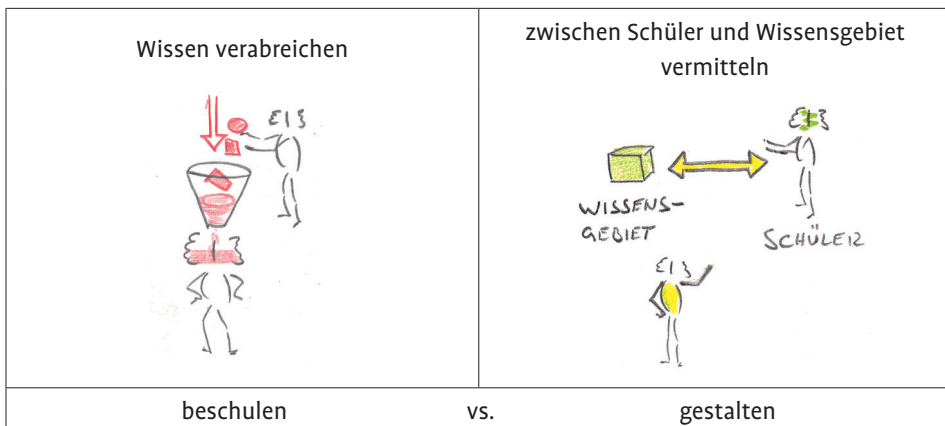 Wissen verabreichen
zwischen Schüler und Wissensgebiet
vermitteln
WISSENS-
GEBIET
SCHÜLER
beschulen vs. gestalten